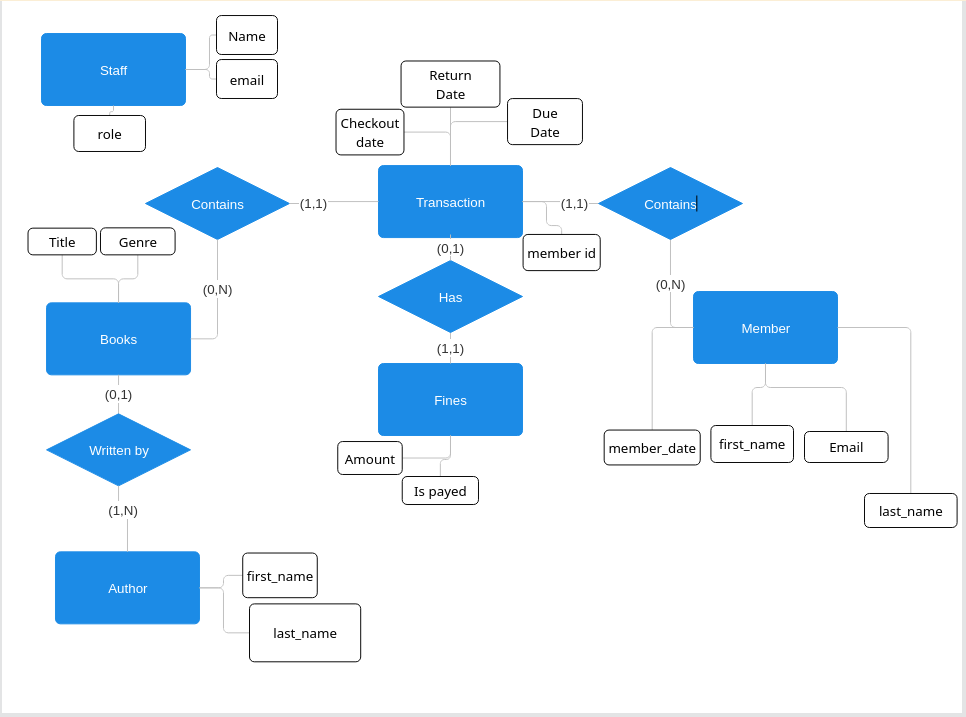 Name
Staff
email
role
Return
Date
Checkout
date
Due
Date
Contains
(1,1)
Transaction
(1,1)
Contains
member id
(0,1)
Title
Genre
(0,N)
(0,N)
Has
Books
Member
(1,1)
(0,1)
Fines
Written by
Amount
Is payed
member_date
first_name
Email
last_name
(1,N)
Author
first_name
last_name